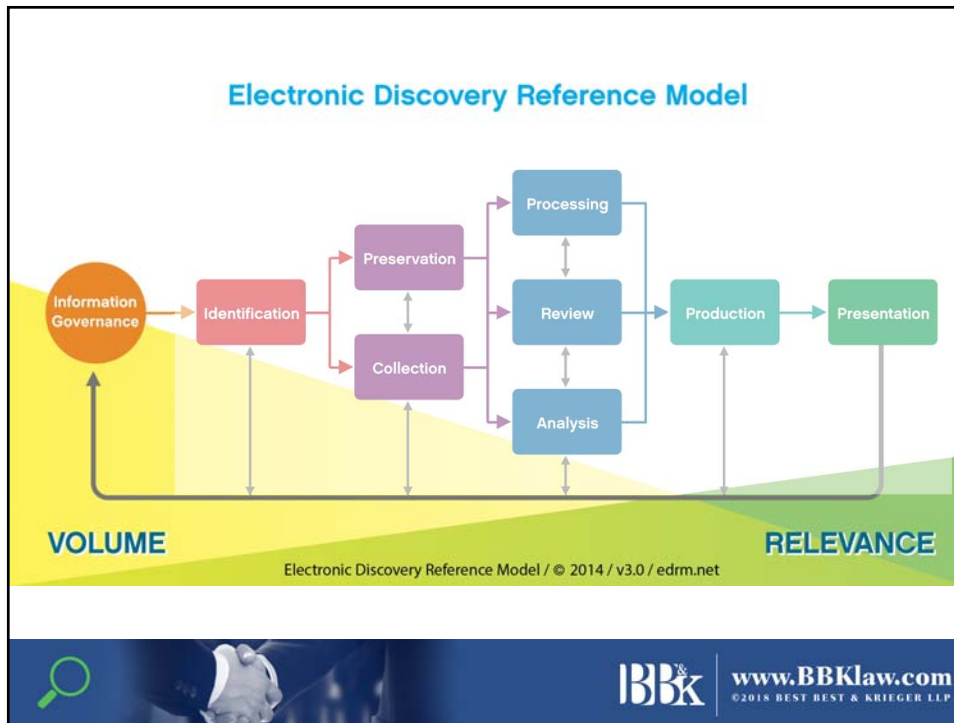 Electronic Discovery Reference Model
Information
Governance
Identification
Preservation
Collection
Processing
Review
Analysis
Production
Presentation
VOLUME
RELEVANCE
Electronic Discovery Reference Model / © 2014 / v3.0 / edrm.net
BB&K
www.BBKlaw.com
©2018 BEST BEST & KRIEGER LLP